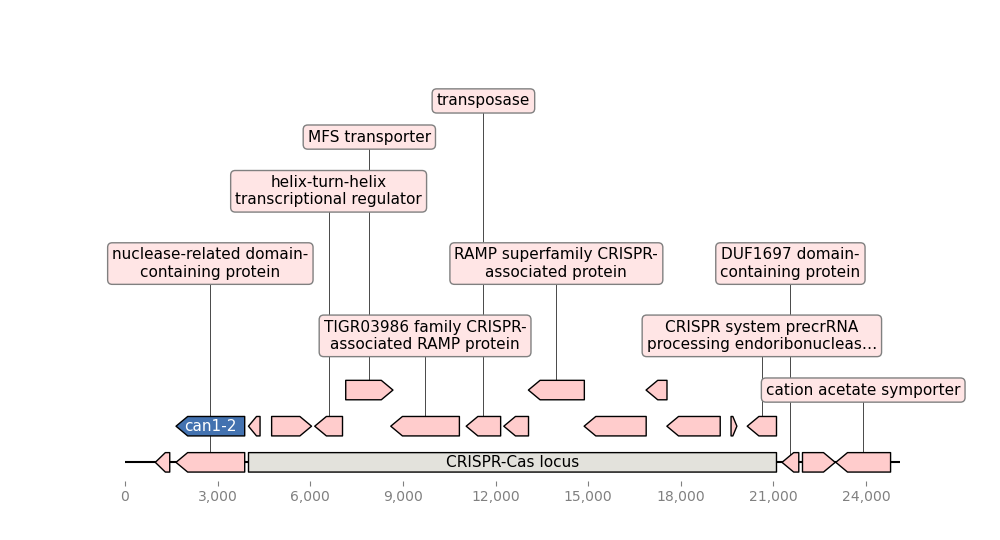 transposase
MFS transporter
helix-turn-helix
transcriptional regulator
nuclease-related domain-
containing protein
RAMP superfamily CRISPR-
associated protein
DUF1697 domain-
containing protein
TIGR03986 family CRISPR-
associated RAMP protein
CRISPR system precrRNA
processing endoribonucleas...
cation acetate symporter
can1-2
CRISPR-Cas locus
0 3,000 6,000 9,000 12,000 15,000 18,000 21,000 24,000